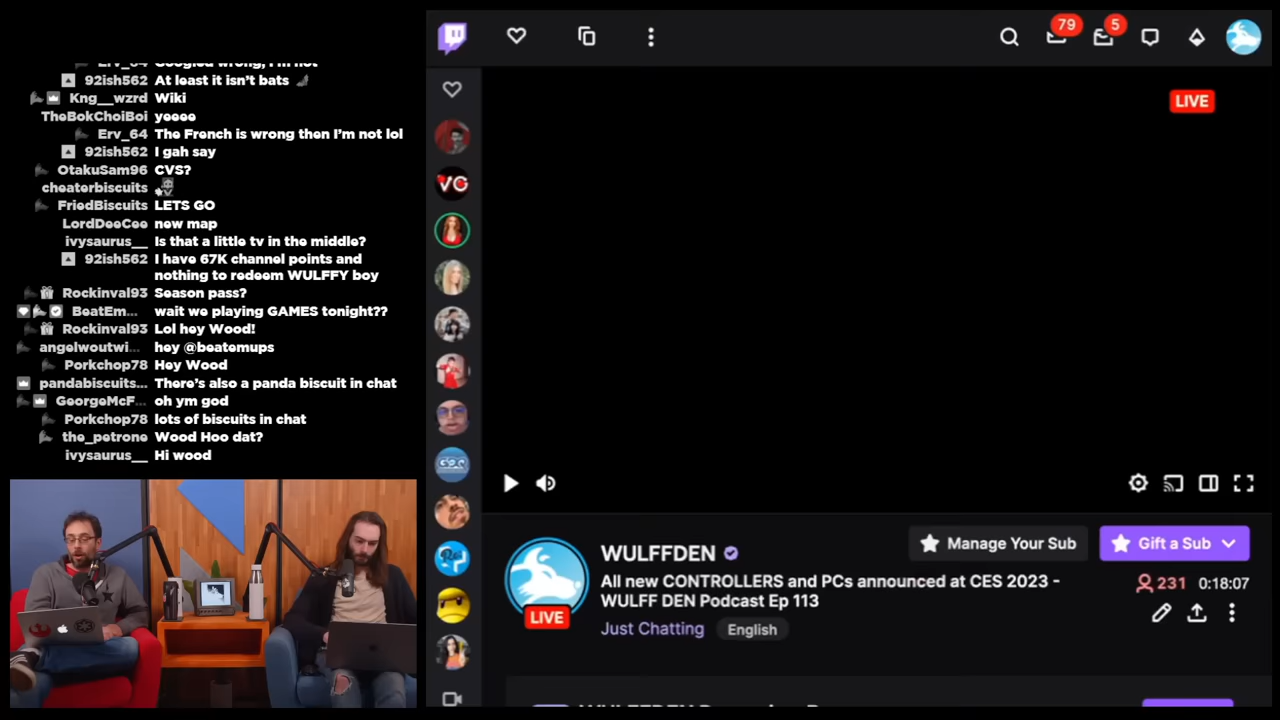 Erv_64 Googled wrong, I'm not
92ish562 At least it isn't bats
Kng__wzrd Wiki
TheBokChoiBoi yeeee
Erv_64 The French is wrong then I'm not lol
92ish562 I gah say
OtakuSam96 CVS?
cheaterbiscuits
FriedBiscuits LETS GO
LordDeeCee new map
ivysaurus__ Is that a little tv in the middle?
92ish562 I have 67K channel points and
nothing to redeem WULFFY boy
Rockinval93 Season pass?
BeatEm... wait we playing GAMES tonight??
Rockinval93 Lol hey Wood!
angelwoutwi... hey @beatemups
Porkchop78 Hey Wood
pandabiscuits... There's also a panda biscuit in chat
GeorgeMcF... oh ym god
Porkchop78 lots of biscuits in chat
the_petrone Wood Hoo dat?
ivysaurus__ Hi wood
79
5
LIVE
VC
WULFFDEN
Manage Your Sub
Gift a Sub
All new CONTROLLERS and PCs announced at CES 2023 -
WULFF DEN Podcast Ep 113
231
0:18:07
LIVE
Just Chatting
English